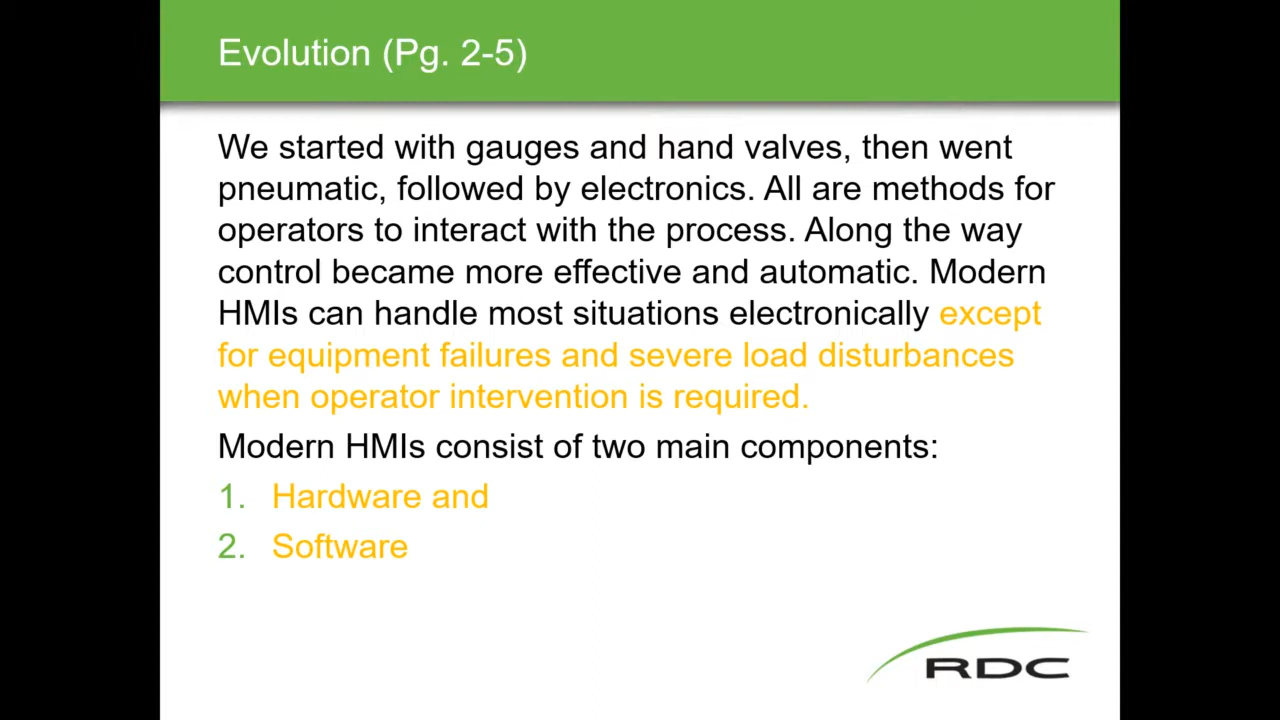 Evolution (Pg. 2-5)
We started with gauges and hand valves, then went
pneumatic, followed by electronics. All are methods for
operators to interact with the process. Along the way
control became more effective and automatic. Modern
HMIs can handle most situations electronically except
for equipment failures and severe load disturbances
when operator intervention is required.
Modern HMIs consist of two main components:
1. Hardware and
2. Software
RDC